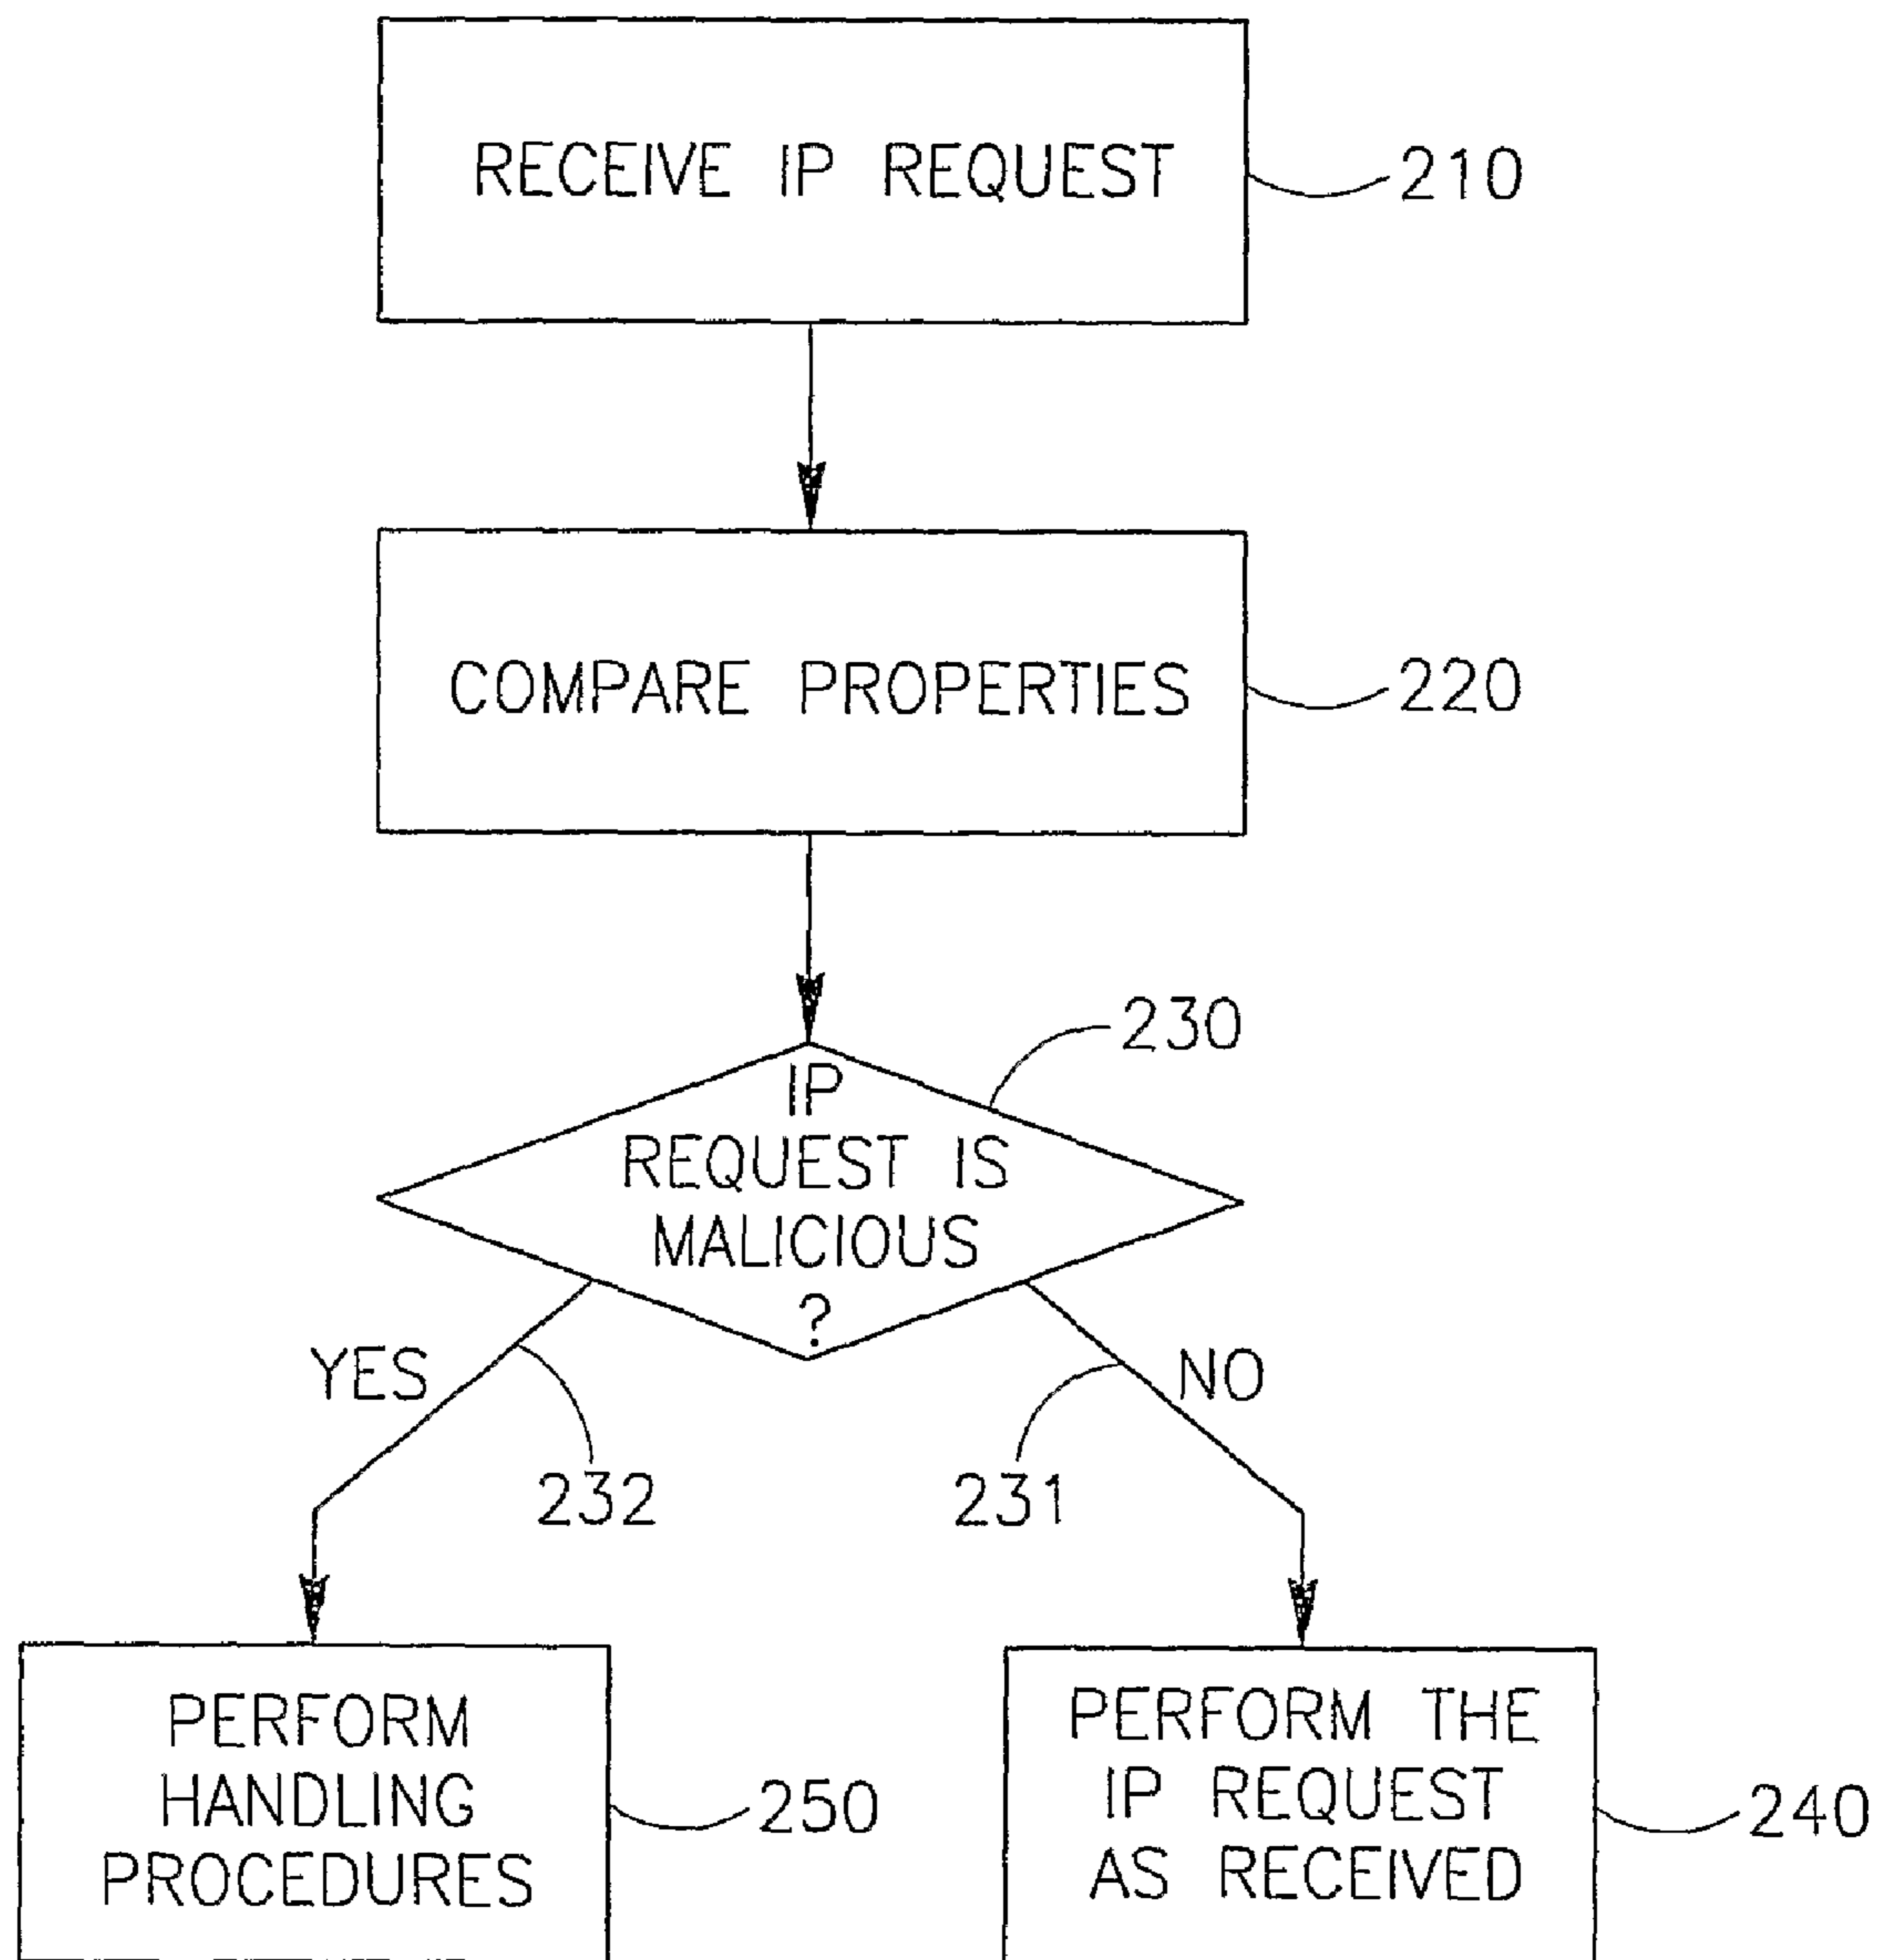 RECEIVE IP REQUEST
210
COMPARE PROPERTIES
220
230
IP
REQUEST IS
MALICIOUS
?
YES
NO
232
231
PERFORM
HANDLING
PROCEDURES
250
PERFORM THE
IP REQUEST
AS RECEIVED
240